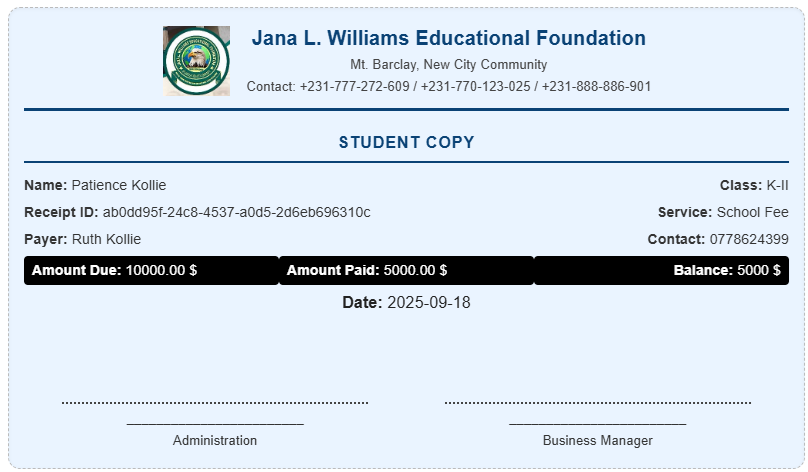 Jana L. Williams Educational Foundation
Mt. Barclay, New City Community
Contact: +231-777-272-609 / +231-770-123-025 / +231-888-886-901
STUDENT COPY
Name: Patience Kollie Class: K-II
Receipt ID: ab0dd95f-24c8-4537-a0d5-2d6eb696310c Service: School Fee
Payer: Ruth Kollie Contact: 0778624399
Amount Due: 10000.00 $ Amount Paid: 5000.00 $ Balance: 5000 $
Date: 2025-09-18
Administration Business Manager